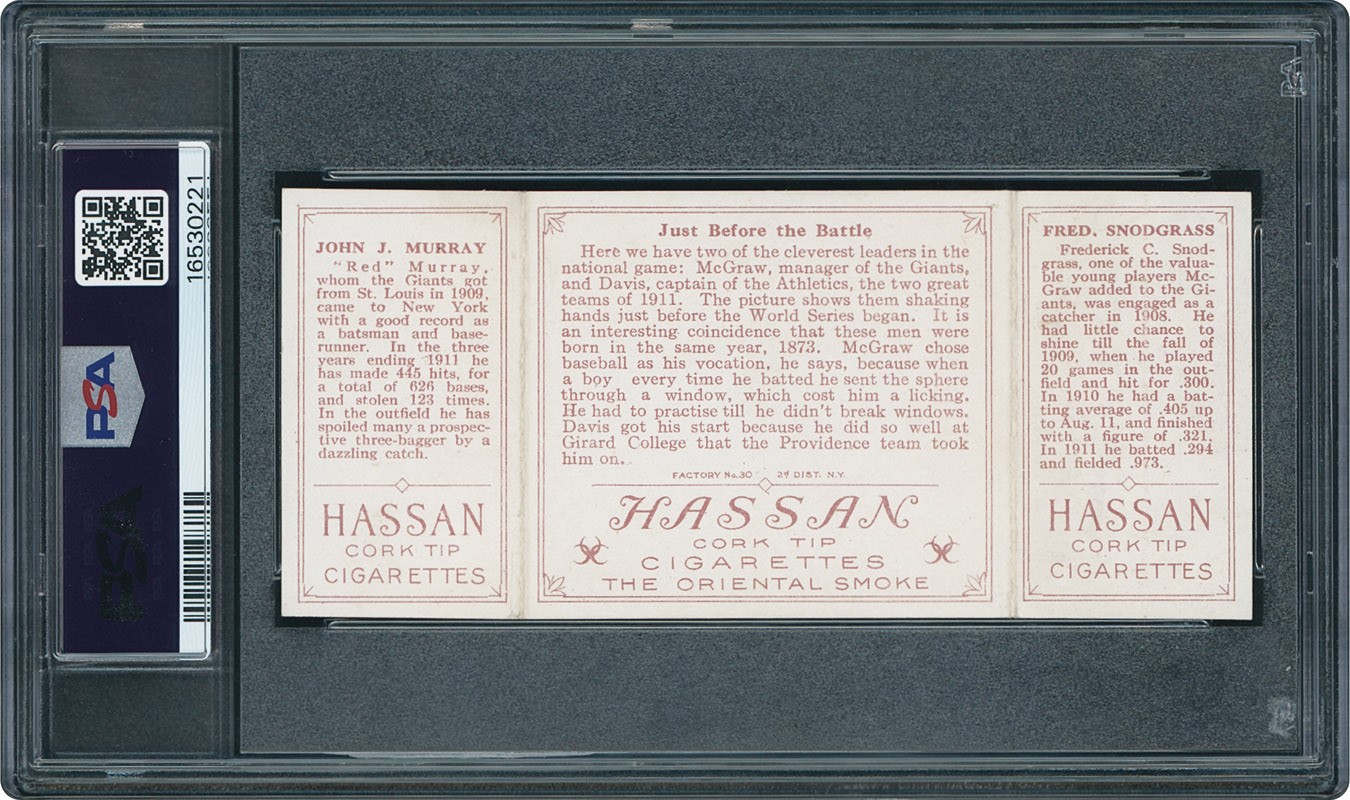 16530221
PSA
JOHN J. MURRAY
"Red" Murray,
whom the Giants got
from St. Louis in 1909,
came to New York
with a good record as
a batsman and base-
runner. In the three
years ending 1911 he
has made 445 hits, for
a total of 626 bases,
and stolen 123 times.
In the outfield he has
spoiled many a prospec-
tive three-bagger by a
dazzling catch.
HASSAN
CORK TIP
CIGARETTES
Just Before the Battle
Here we have two of the cleverest leaders in the
national game: McGraw, manager of the Giants,
and Davis, captain of the Athletics, the two great
teams of 1911. The picture shows them shaking
hands just before the World Series began. It is
an interesting coincidence that these men were
born in the same year, 1873. McGraw chose
baseball as his vocation, he says, because when
a boy every time he batted he sent the sphere
through a window, which cost him a licking.
He had to practise till he didn't break windows.
Davis got his start because he did so well at
Girard College that the Providence team took
him on.
FACTORY No.30 2d DIST. N.Y.
HASSAN
CORK TIP
CIGARETTES
THE ORIENTAL SMOKE
FRED. SNODGRASS
Frederick C. Snod-
grass, one of the valua-
ble young players Mc-
Graw added to the Gi-
ants, was engaged as a
catcher in 1908. He
had little chance to
shine till the fall of
1909, when he played
20 games in the out-
field and hit for .300.
In 1910 he had a bat-
ting average of .405 up
to Aug. 11, and finished
with a figure of .321.
In 1911 he batted .294
and fielded .973.
HASSAN
CORK TIP
CIGARETTES
PSA